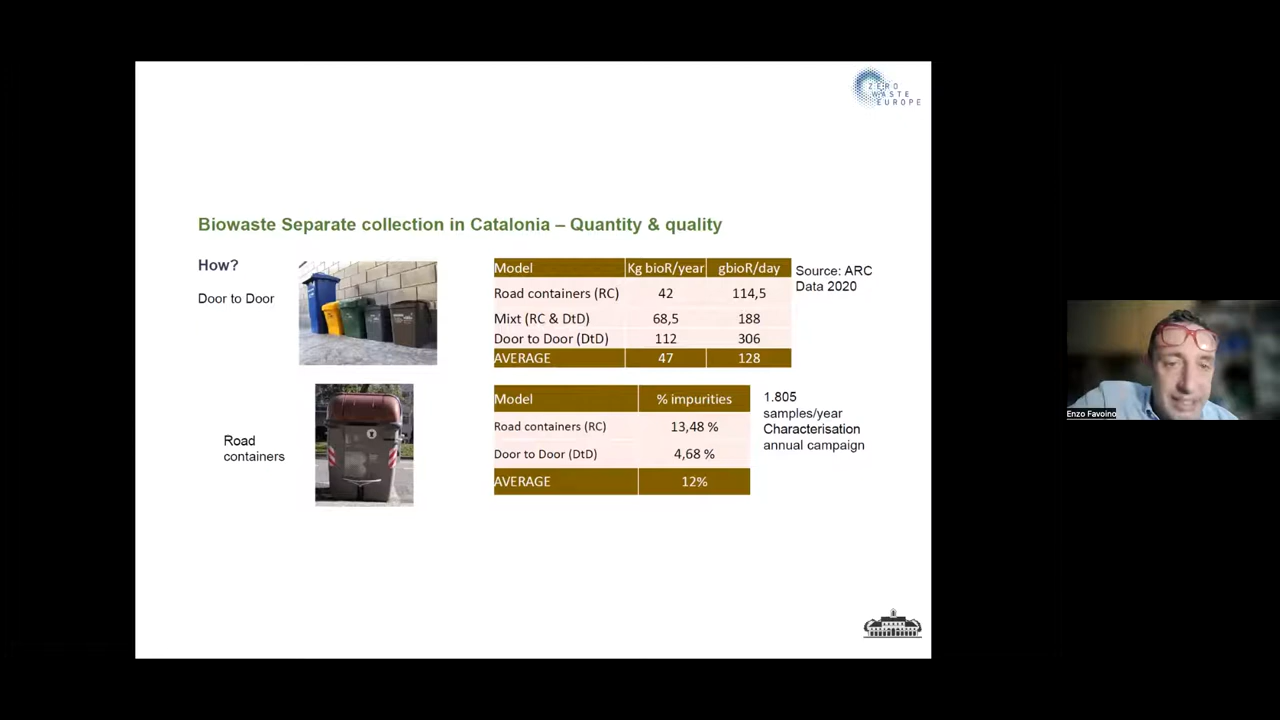 ZERO
WASTE
EUROPE
Biowaste Separate collection in Catalonia – Quantity & quality
How?
Door to Door
Model Kg bioR/year gbioR/day
Road containers (RC) 42 114,5
Mixt (RC & DtD) 68,5 188
Door to Door (DtD) 112 306
AVERAGE 47 128
Source: ARC
Data 2020
Road
containers
Model % impurities
Road containers (RC) 13,48 %
Door to Door (DtD) 4,68 %
AVERAGE 12%
1.805
samples/year
Characterisation
annual campaign
Enzo Favoino